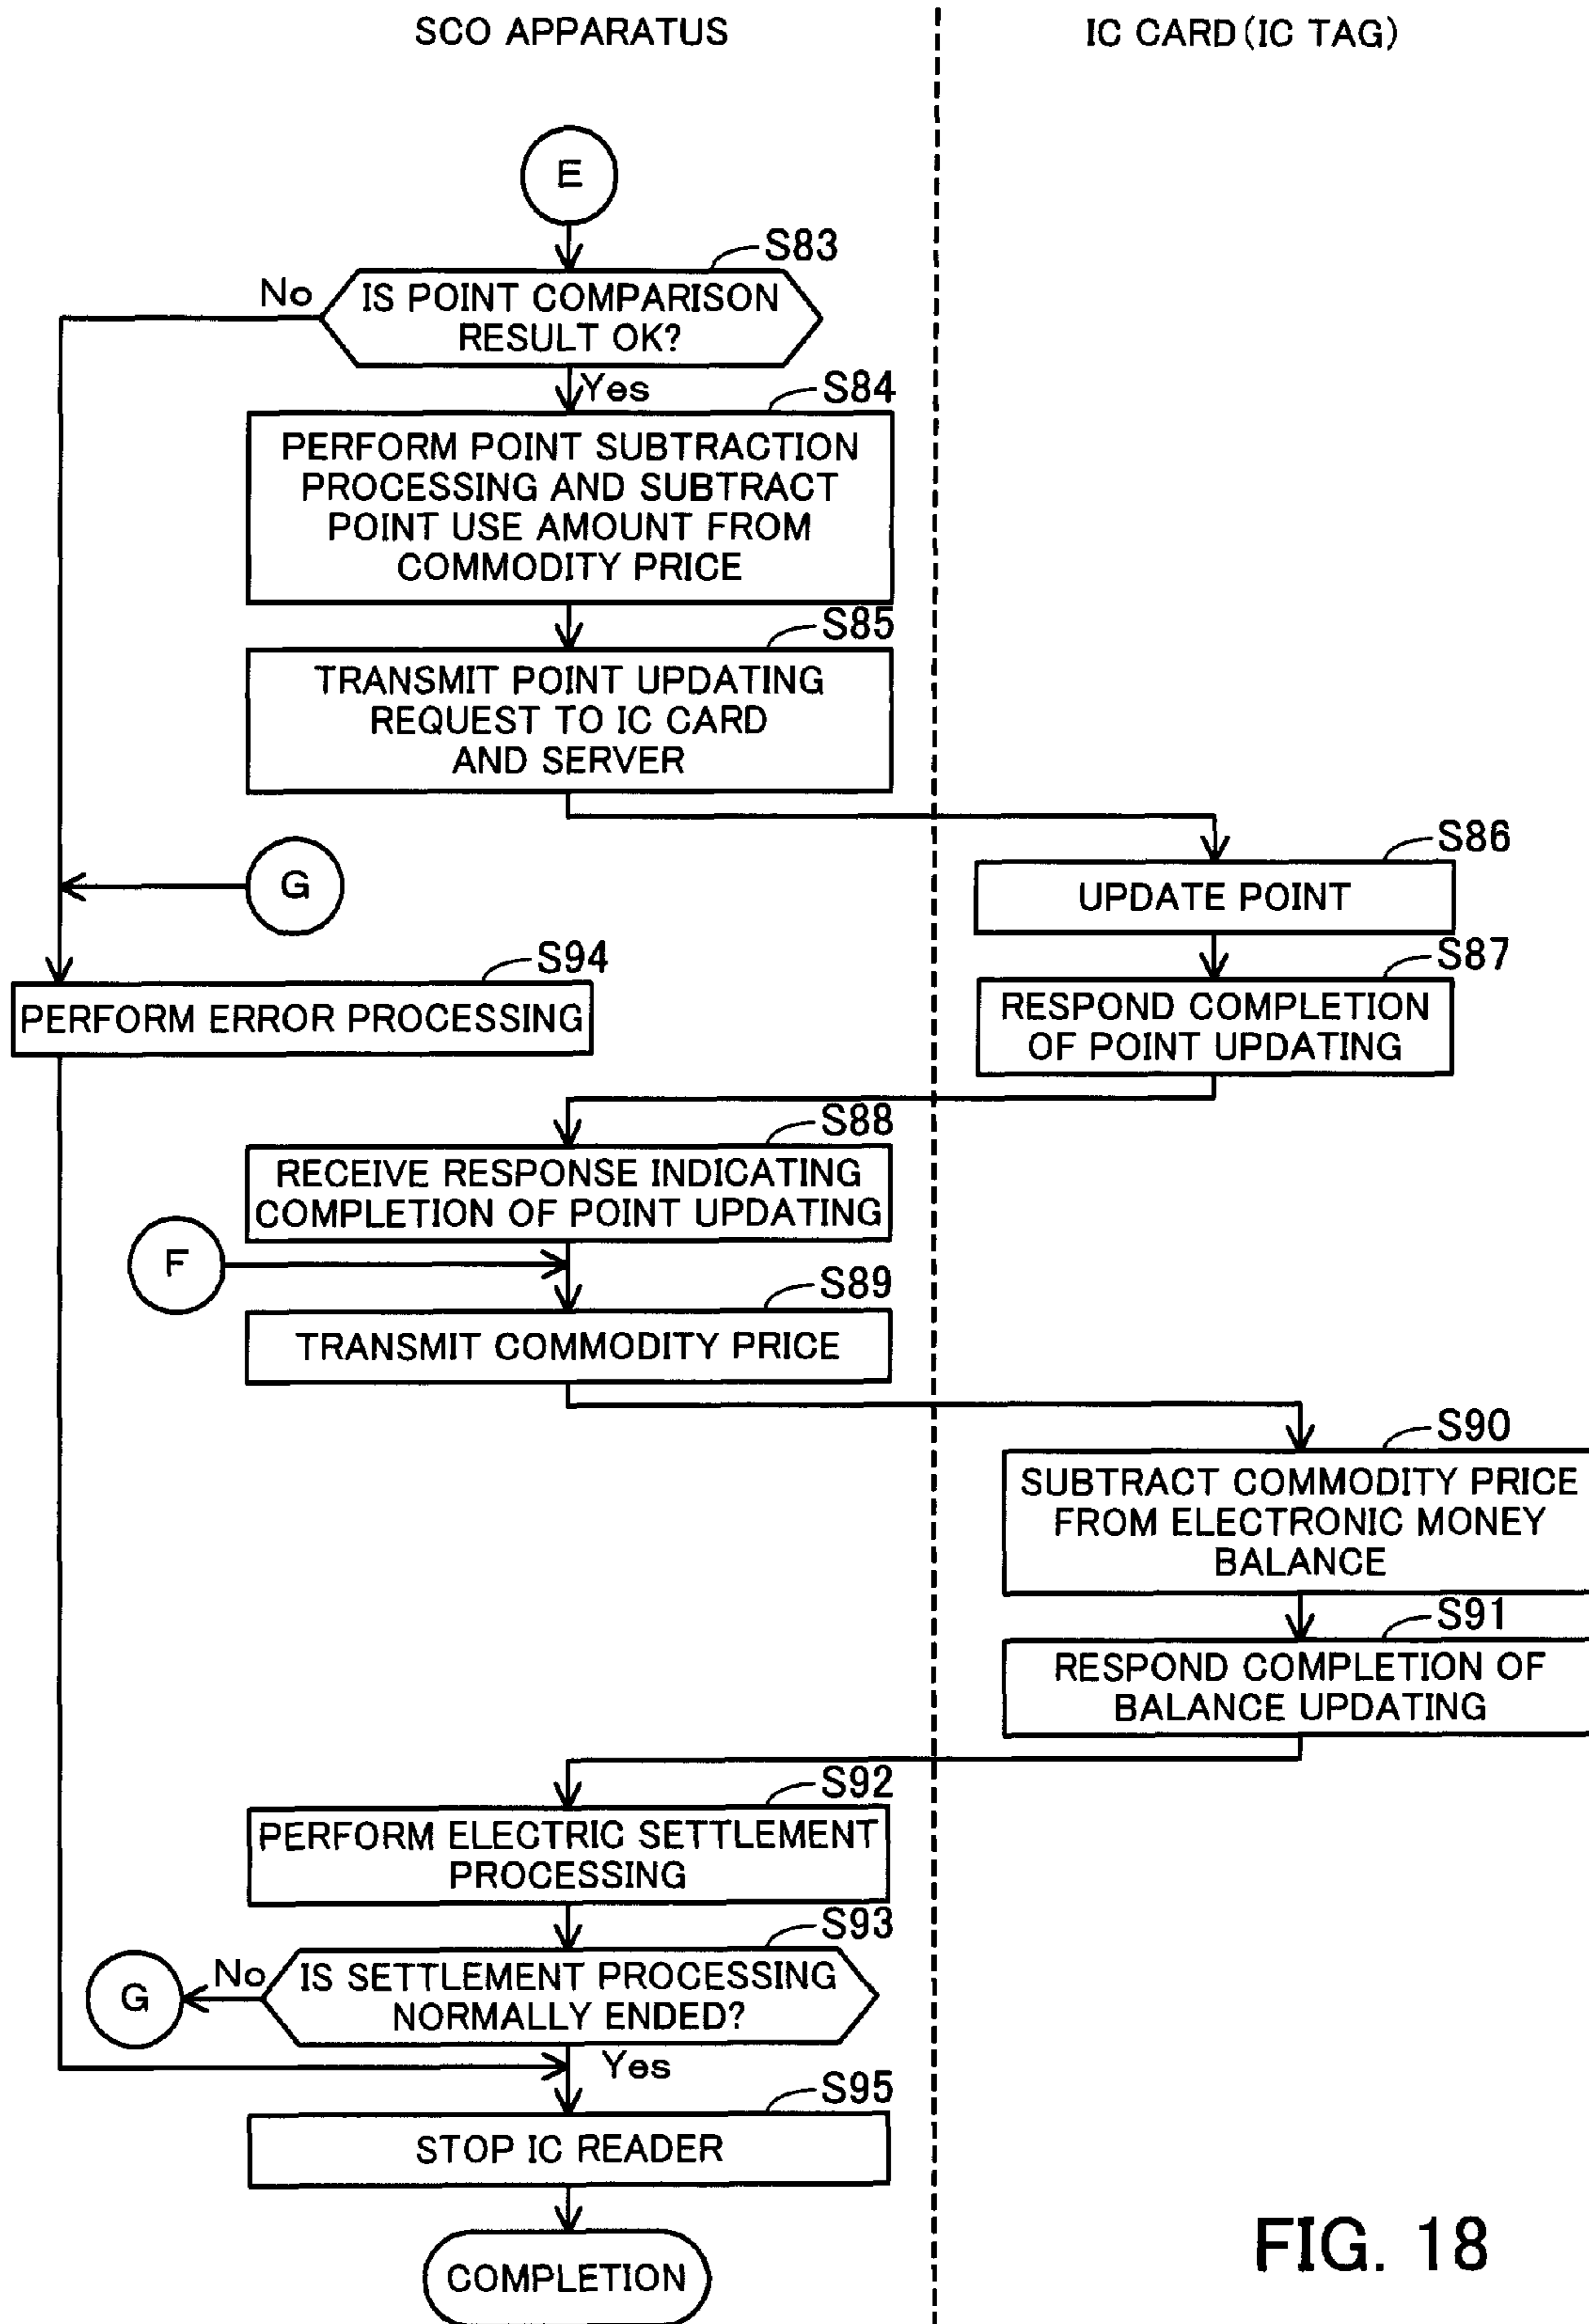 SCO APPARATUS
IC CARD(IC TAG)
E
S83
No
IS POINT COMPARISON
RESULT OK?
Yes
S84
PERFORM POINT SUBTRACTION
PROCESSING AND SUBTRACT
POINT USE AMOUNT FROM
COMMODITY PRICE
S85
TRANSMIT POINT UPDATING
REQUEST TO IC CARD
AND SERVER
S86
UPDATE POINT
G
S87
RESPOND COMPLETION
OF POINT UPDATING
S94
PERFORM ERROR PROCESSING
S88
RECEIVE RESPONSE INDICATING
COMPLETION OF POINT UPDATING
F
S89
TRANSMIT COMMODITY PRICE
S90
SUBTRACT COMMODITY PRICE
FROM ELECTRONIC MONEY
BALANCE
S91
RESPOND COMPLETION OF
BALANCE UPDATING
S92
PERFORM ELECTRIC SETTLEMENT
PROCESSING
S93
G
No
IS SETTLEMENT PROCESSING
NORMALLY ENDED?
Yes
S95
STOP IC READER
COMPLETION
FIG. 18